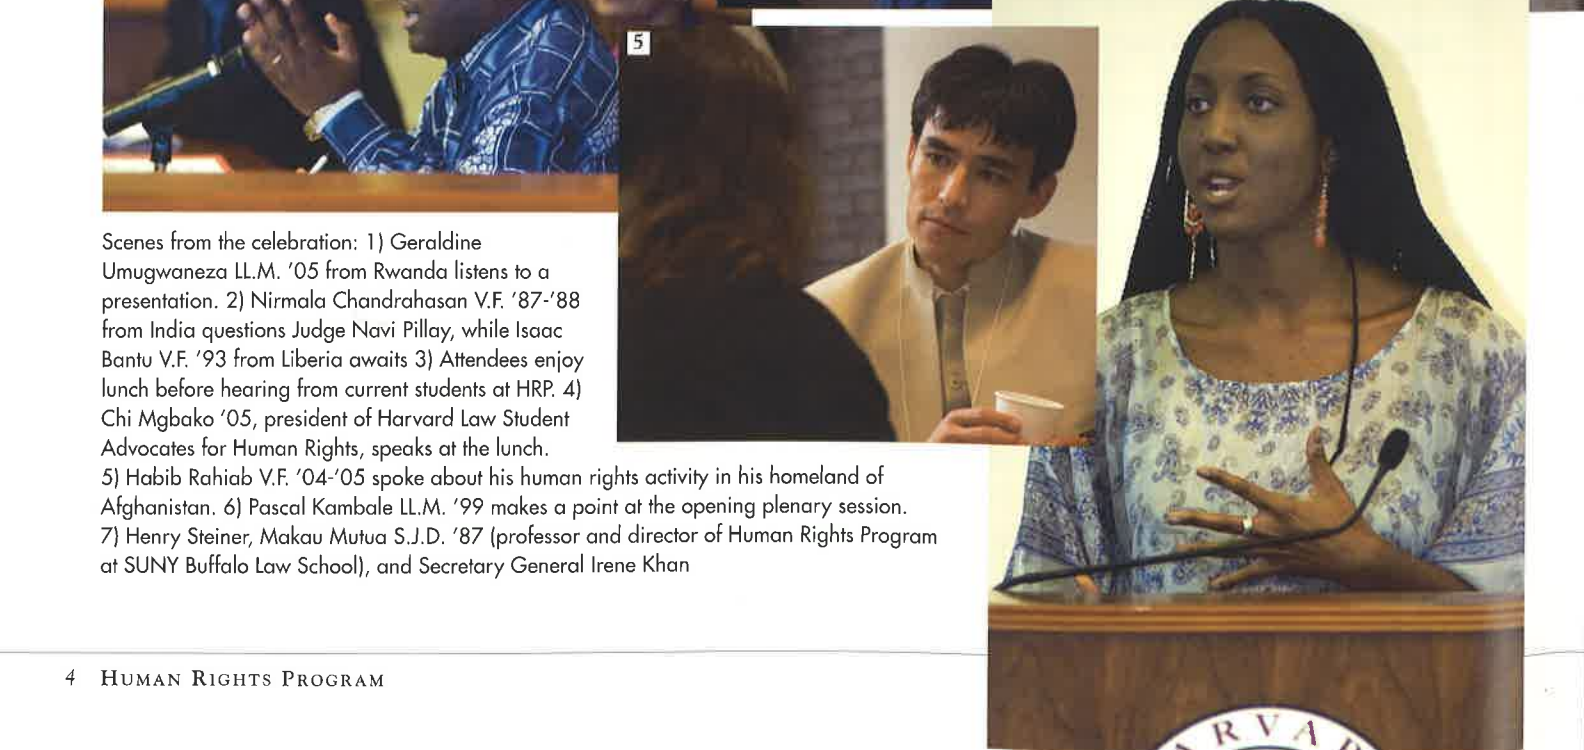 5
Scenes from the celebration: 1) Geraldine
Umugwaneza LL.M. '05 from Rwanda listens to a
presentation. 2) Nirmala Chandrahasan V.F. '87-'88
from India questions Judge Navi Pillay, while Isaac
Bantu V.F. '93 from Liberia awaits 3) Attendees enjoy
lunch before hearing from current students at HRP. 4)
Chi Mgbako '05, president of Harvard Law Student
Advocates for Human Rights, speaks at the lunch.
5) Habib Rahiab V.F. '04-'05 spoke about his human rights activity in his homeland of
Afghanistan. 6) Pascal Kambale LL.M. '99 makes a point at the opening plenary session.
7) Henry Steiner, Makau Mutua S.J.D. '87 (professor and director of Human Rights Program
at SUNY Buffalo Law School), and Secretary General Irene Khan
4 HUMAN RIGHTS PROGRAM
ARVAR